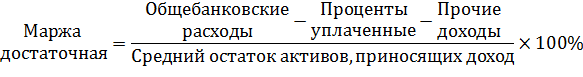 Маржа достаточная = (Общебанковские расходы − Проценты уплаченные − Прочие доходы) / Средний остаток активов, приносящих доход × 100%